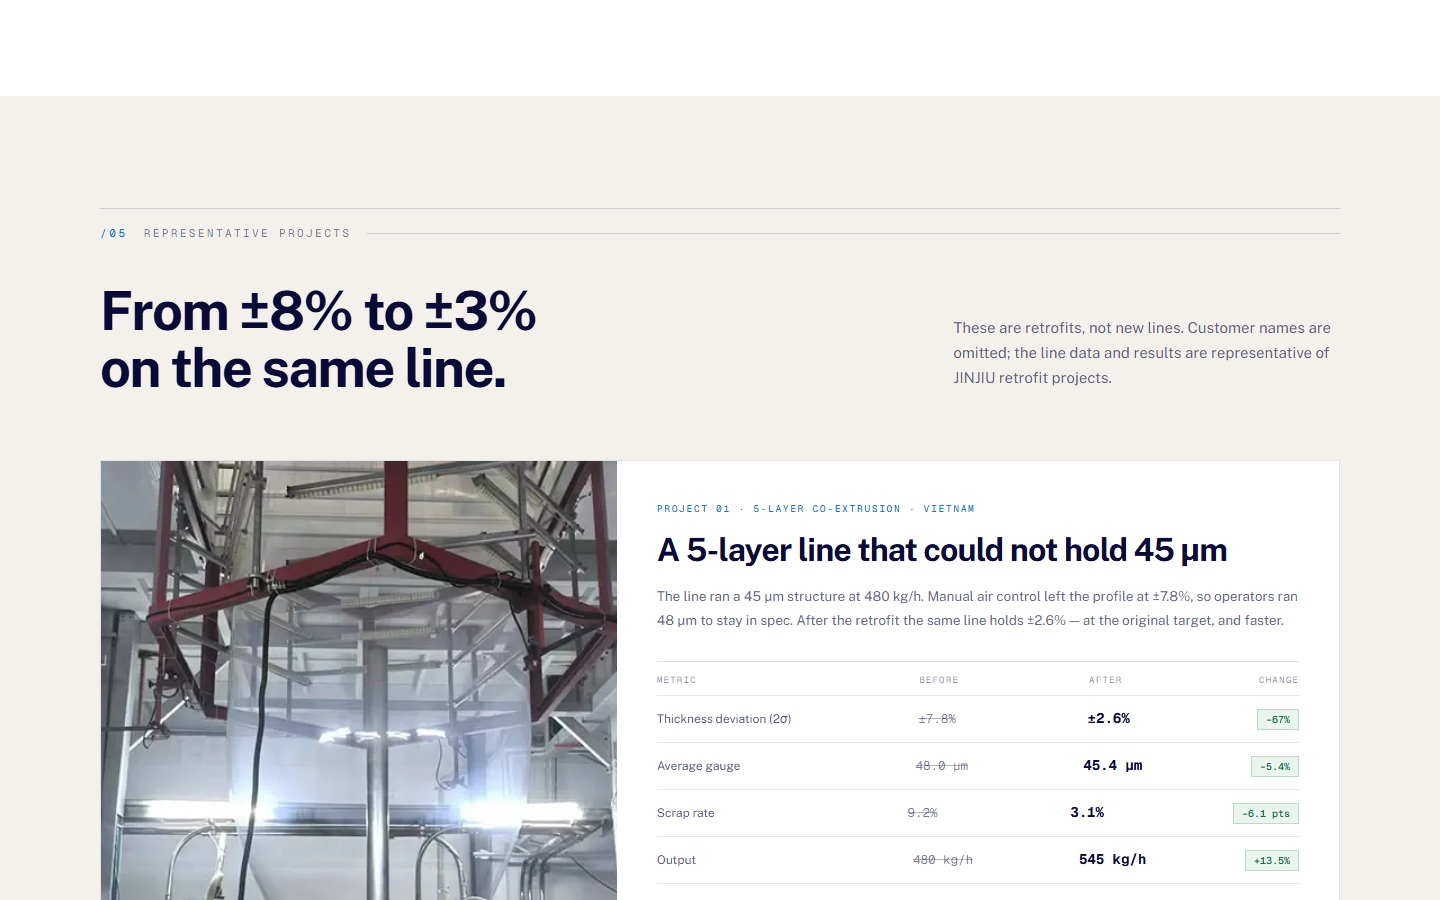 /05 REPRESENTATIVE PROJECTS
From ±8% to ±3%
on the same line.
These are retrofits, not new lines. Customer names are
omitted; the line data and results are representative of
JINJIU retrofit projects.
PROJECT 01 · 5-LAYER CO-EXTRUSION · VIETNAM
A 5-layer line that could not hold 45 µm
The line ran a 45 µm structure at 480 kg/h. Manual air control left the profile at ±7.8%, so operators ran
48 µm to stay in spec. After the retrofit the same line holds ±2.6% — at the original target, and faster.
METRIC BEFORE AFTER CHANGE
Thickness deviation (2σ) ±7.8% ±2.6% −67%
Average gauge 48.0 µm 45.4 µm −5.4%
Scrap rate 9.2% 3.1% −6.1 pts
Output 480 kg/h 545 kg/h +13.5%